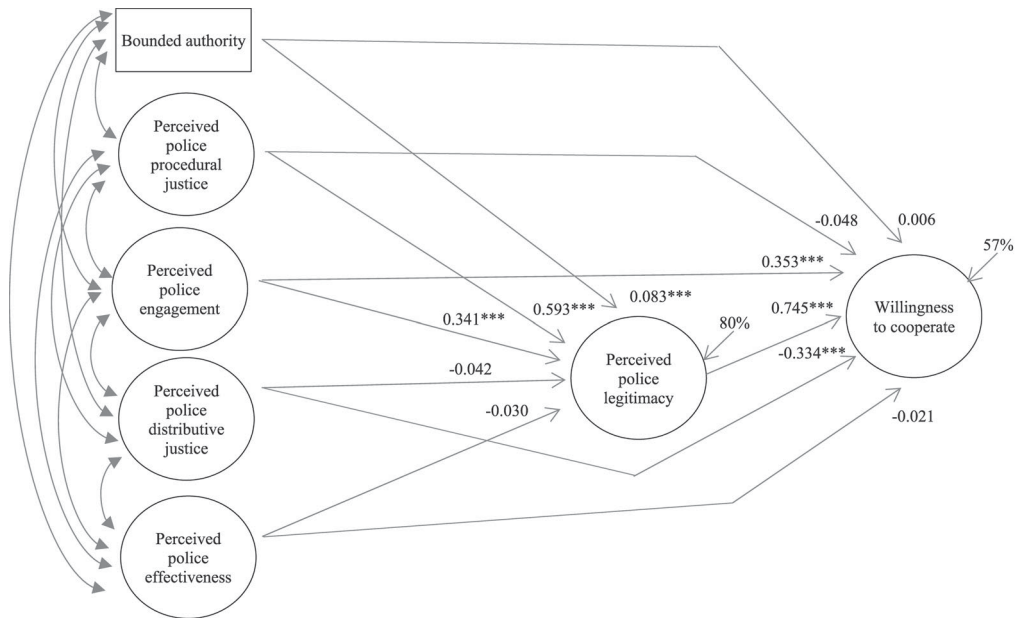 Bounded authority
Perceived
police
procedural
justice
-0.048
0.006
57%
Perceived
police
engagement
0.353***
Willingness
to cooperate
0.341***
0.593***
0.083***
0.745***
80%
-0.334***
Perceived
police
legitimacy
-0.042
Perceived
police
distributive
justice
-0.030
-0.021
Perceived
police
effectiveness